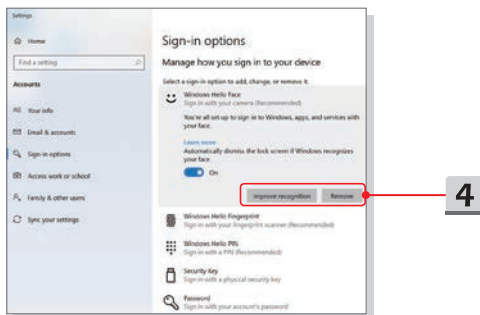 Settings
Home
Find a setting
Accounts
Your info
Email & accounts
Sign-in options
Access work or school
Family & other users
Sync your settings
Sign-in options
Manage how you sign in to your device
Select a sign-in option to add, change, or remove it.
Windows Hello Face
Sign in with your camera (Recommended)
You're all set up to sign in to Windows, apps, and services with
your face.
Learn more
Automatically dismiss the lock screen if Windows recognizes
your face.
On
Improve recognition Remove
4
Windows Hello Fingerprint
Sign in with your fingerprint scanner (Recommended)
Windows Hello PIN
Sign in with a PIN (Recommended)
Security Key
Sign in with a physical security key
Password
Sign in with your account's password